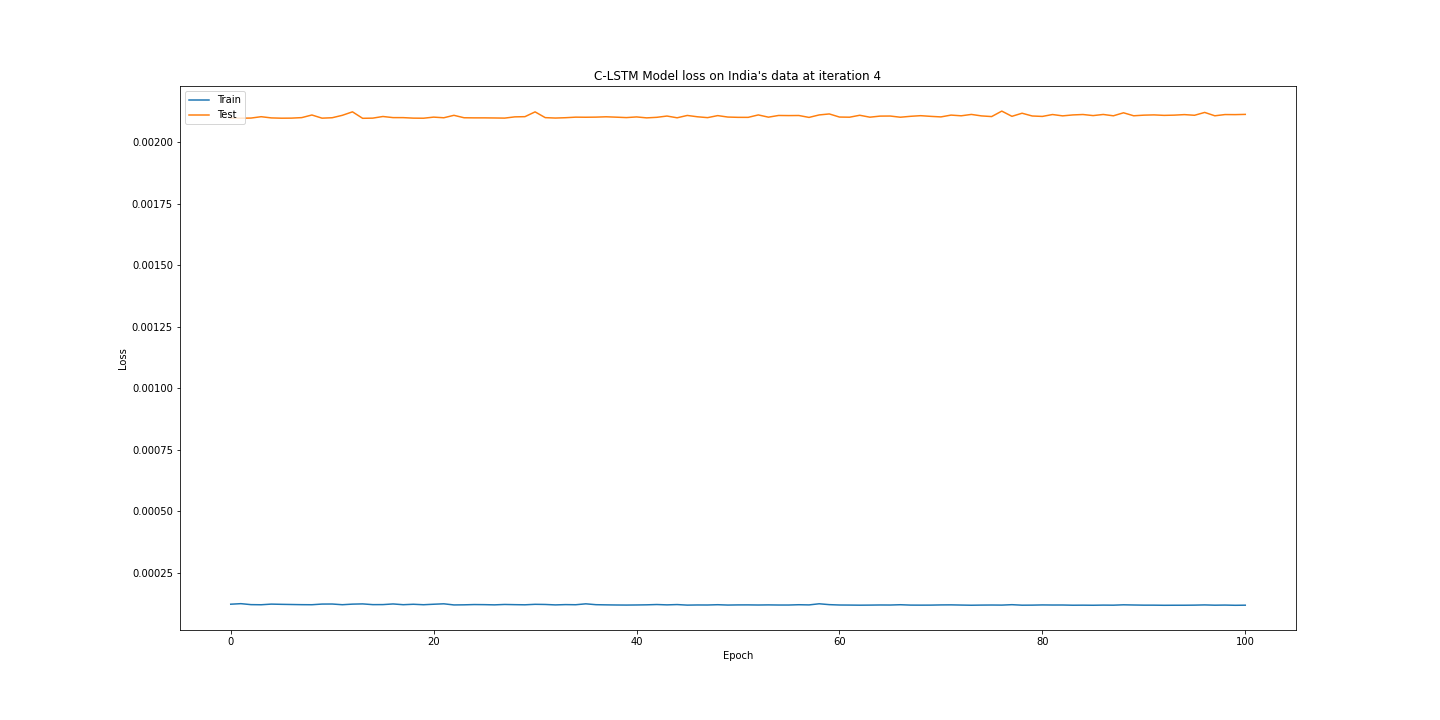 C-LSTM Model loss on India's data at iteration 4
Train
Test
0.00200
0.00175
0.00150
0.00125
0.00100
0.00075
0.00050
0.00025
Loss
0 20 40 60 80 100
Epoch